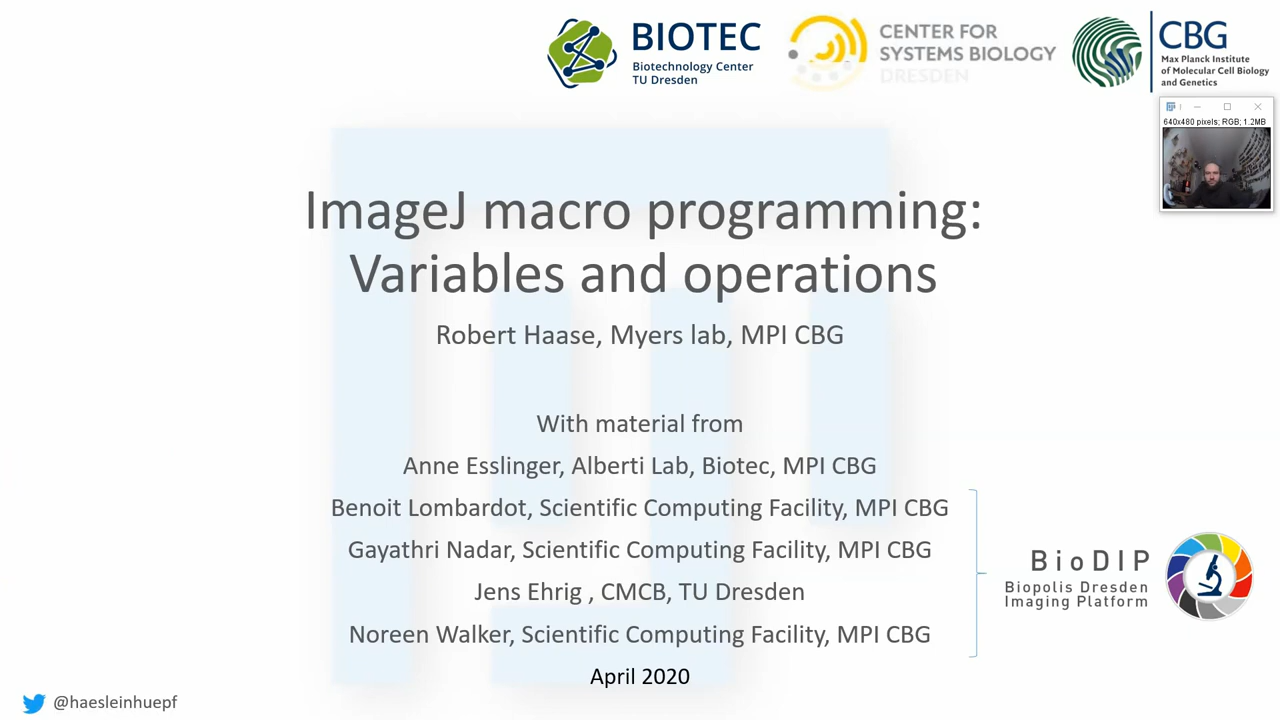 BIOTEC
Biotechnology Center
TU Dresden
CENTER FOR
SYSTEMS BIOLOGY
DRESDEN
CBG
Max Planck Institute
of Molecular Cell Biology
and Genetics
640x480 pixels; RGB; 1.2MB
ImageJ macro programming:
Variables and operations
Robert Haase, Myers lab, MPI CBG
With material from
Anne Esslinger, Alberti Lab, Biotec, MPI CBG
Benoit Lombardot, Scientific Computing Facility, MPI CBG
Gayathri Nadar, Scientific Computing Facility, MPI CBG
Jens Ehrig , CMCB, TU Dresden
Noreen Walker, Scientific Computing Facility, MPI CBG
BioDIP
Biopolis Dresden
Imaging Platform
April 2020
@haesleinhuepf